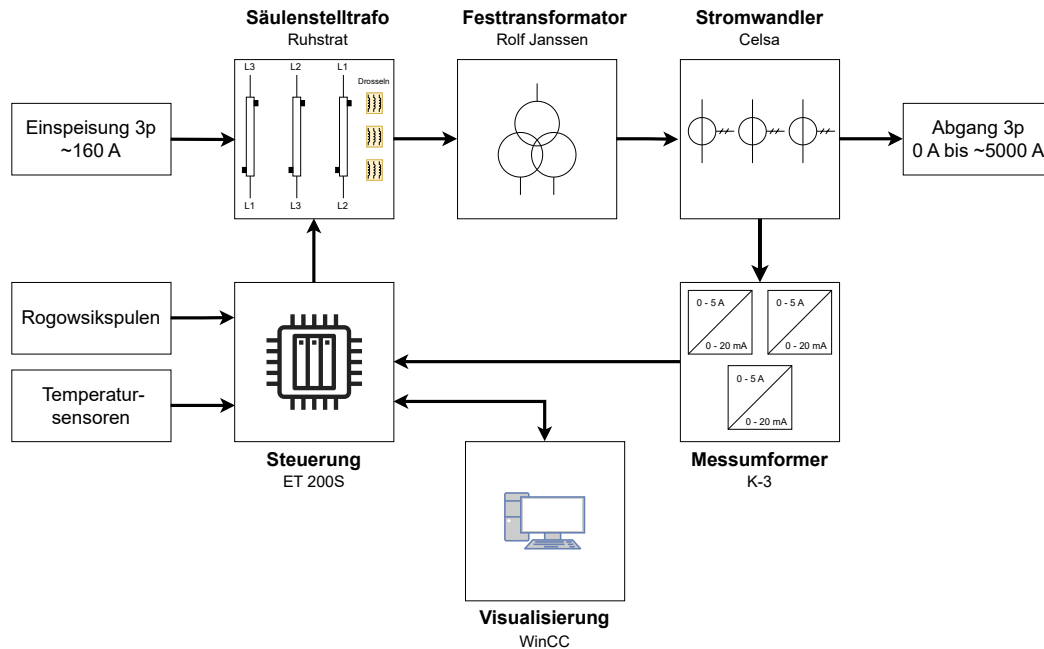 Säulenstelltrafo
Ruhstrat
Festtransformator
Rolf Janssen
Stromwandler
Celsa
L3
L2
L1
Drosseln
L1
L3
L2
Einspeisung 3p
~160 A
Abgang 3p
0 A bis ~5000 A
Rogowsikspulen
Temperatur-
sensoren
0 - 5 A
0 - 20 mA
0 - 5 A
0 - 20 mA
0 - 5 A
0 - 20 mA
Steuerung
ET 200S
Messumformer
K-3
Visualisierung
WinCC